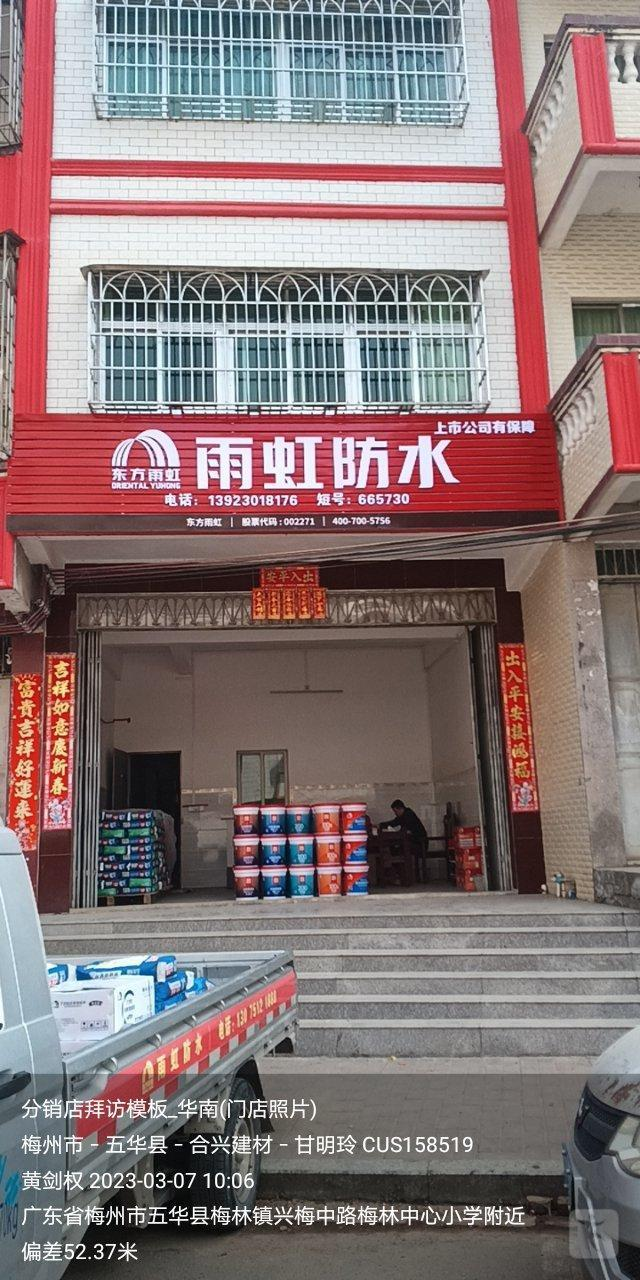 上市公司有保障
东方雨虹
ORIENTAL YUHONG
雨虹防水
电话：13923018176 短号：665730
东方雨虹 | 股票代码：002271 | 400-700-5756
安平入出
富貴吉祥好運来
吉祥如意庆新春
出入平安接鸿福
雨虹防水
分销店拜访模板_华南(门店照片)
梅州市－五华县－合兴建材－甘明玲 CUS158519
黄剑权 2023-03-07 10:06
广东省梅州市五华县梅林镇兴梅中路梅林中心小学附近
偏差52.37米